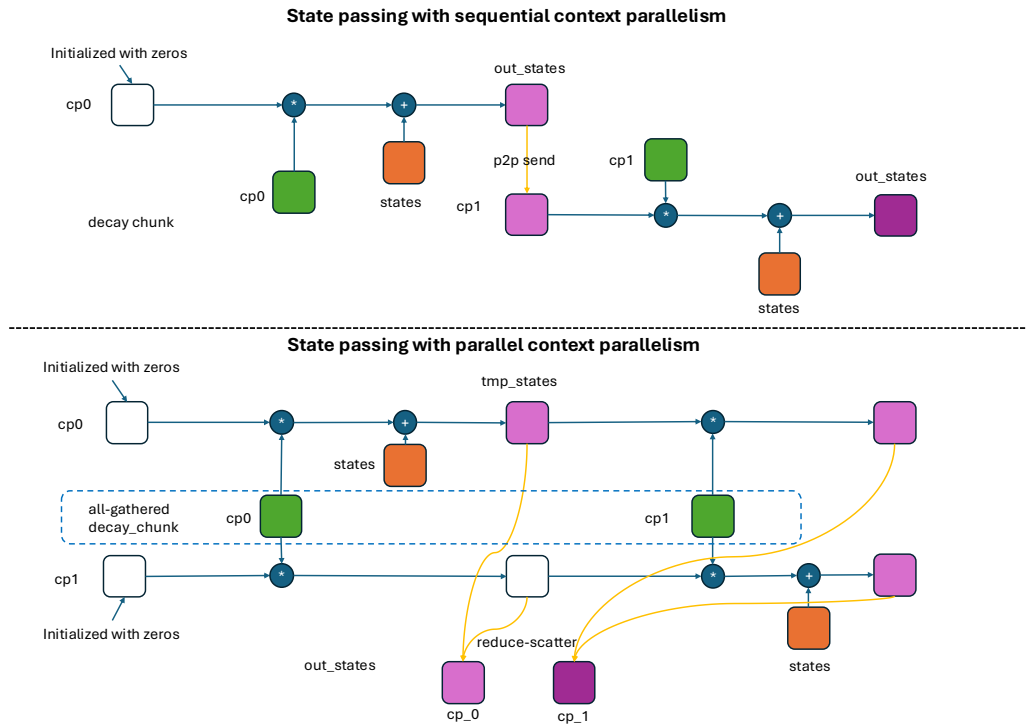 State passing with sequential context parallelism
Initialized with zeros
out_states
cp0
*
+
p2p send
cp1
cp0
states
out_states
cp1
decay chunk
*
+
states
State passing with parallel context parallelism
Initialized with zeros
tmp_states
cp0
*
+
*
states
all-gathered
decay_chunk
cp0
cp1
cp1
*
*
+
Initialized with zeros
reduce-scatter
out_states
states
cp_0
cp_1